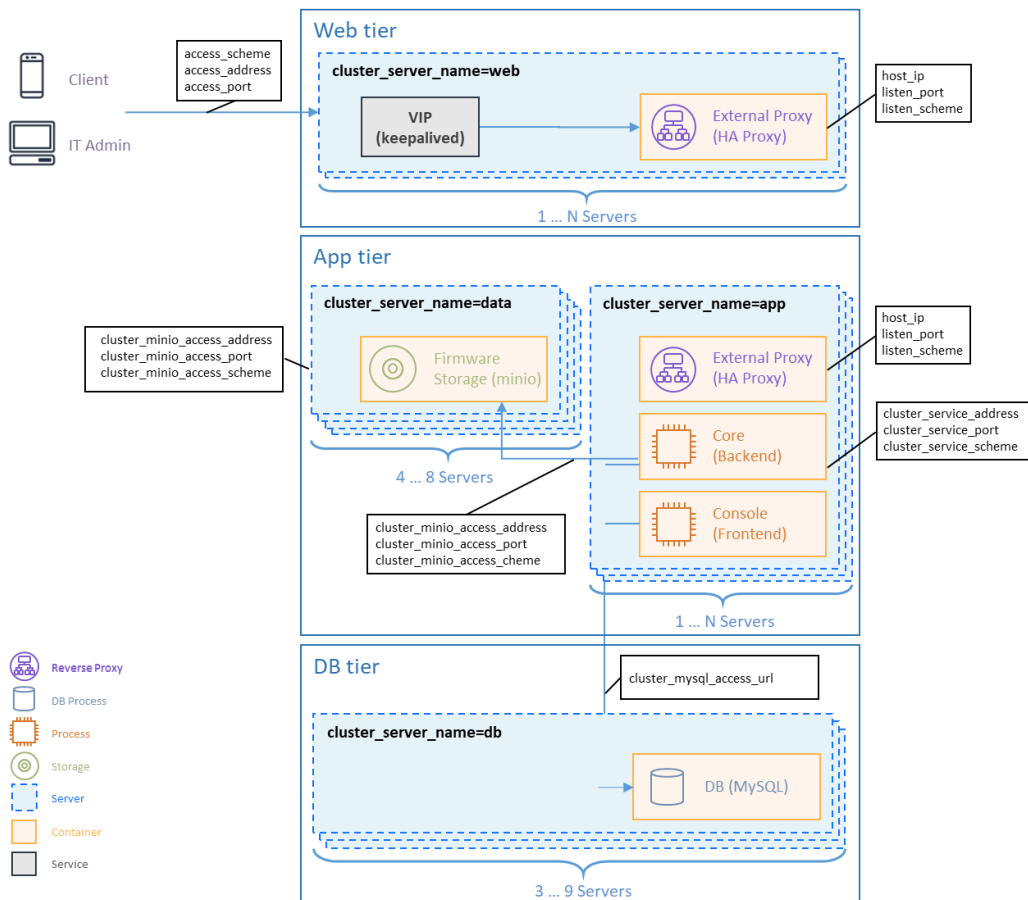 Web tier
access_scheme
access_address
access_port
Client
IT Admin
cluster_server_name=web
VIP
(keepalived)
External Proxy
(HA Proxy)
host_ip
listen_port
listen_scheme
1 ... N Servers
App tier
cluster_server_name=data
cluster_minio_access_address
cluster_minio_access_port
cluster_minio_access_scheme
Firmware
Storage (minio)
4 ... 8 Servers
cluster_minio_access_address
cluster_minio_access_port
cluster_minio_access_cheme
cluster_server_name=app
External Proxy
(HA Proxy)
host_ip
listen_port
listen_scheme
Core
(Backend)
cluster_service_address
cluster_service_port
cluster_service_scheme
Console
(Frontend)
1 ... N Servers
DB tier
cluster_mysql_access_url
cluster_server_name=db
DB (MySQL)
3 ... 9 Servers
Reverse Proxy
DB Process
Process
Storage
Server
Container
Service